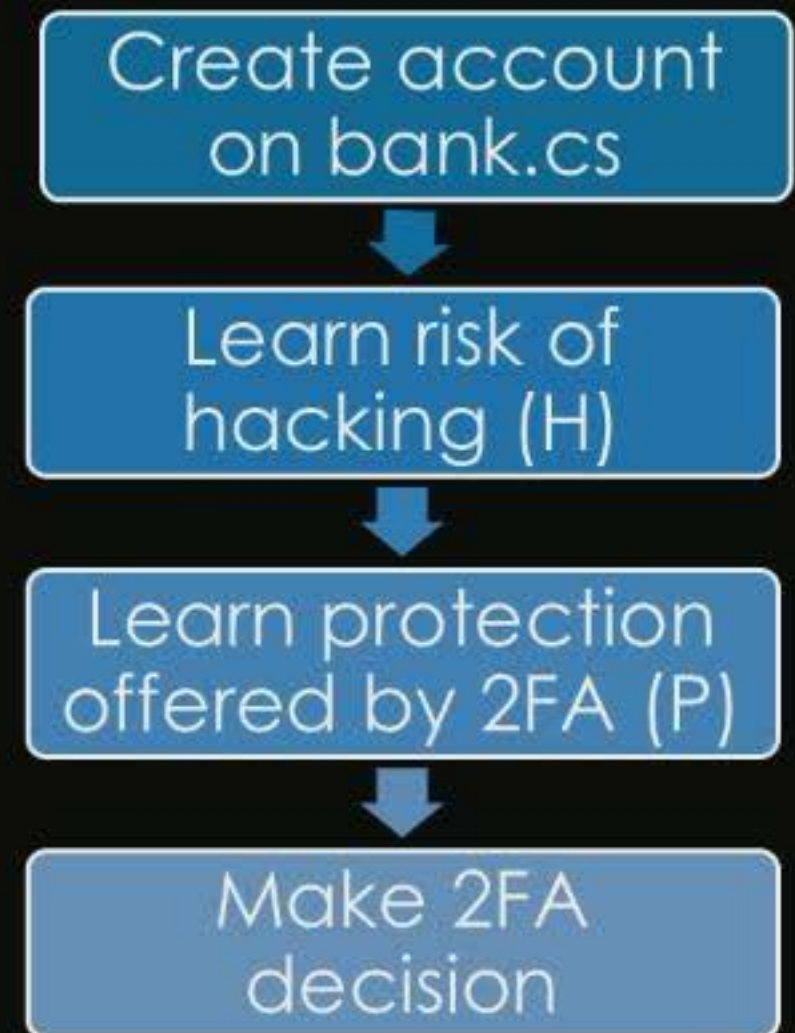 Create account
on bank.cs
Learn risk of
hacking (H)
Learn protection
offered by 2FA (P)
Make 2FA
decision